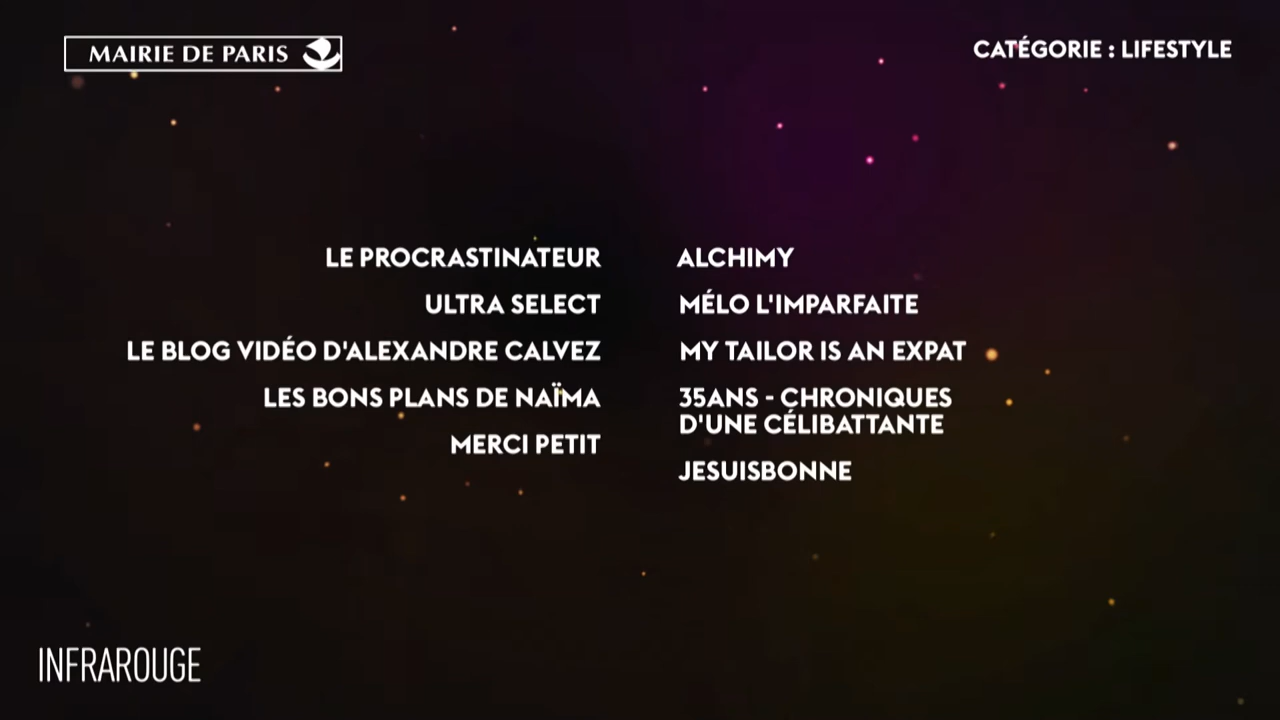 MAIRIE DE PARIS
CATÉGORIE : LIFESTYLE
LE PROCRASTINATEUR
ULTRA SELECT
LE BLOG VIDÉO D'ALEXANDRE CALVEZ
LES BONS PLANS DE NAÏMA
MERCI PETIT
ALCHIMY
MÉLO L'IMPARFAITE
MY TAILOR IS AN EXPAT
35ANS - CHRONIQUES
D'UNE CÉLIBATTANTE
JESUISBONNE
INFRAROUGE